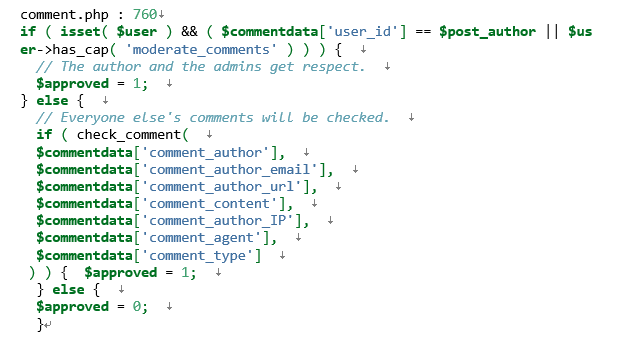 comment.php : 760↓
if ( isset( $user ) && ( $commentdata['user_id'] == $post_author || $us
er->has_cap( 'moderate_comments' ) ) ) {  ↓
// The author and the admins get respect.  ↓
$approved = 1;  ↓
} else {  ↓
// Everyone else's comments will be checked.  ↓
if ( check_comment(  ↓
$commentdata['comment_author'],  ↓
$commentdata['comment_author_email'],  ↓
$commentdata['comment_author_url'],  ↓
$commentdata['comment_content'],  ↓
$commentdata['comment_author_IP'],  ↓
$commentdata['comment_agent'],  ↓
$commentdata['comment_type']  ↓
) ) {  $approved = 1;  ↓
} else {  ↓
$approved = 0;  ↓
}↵